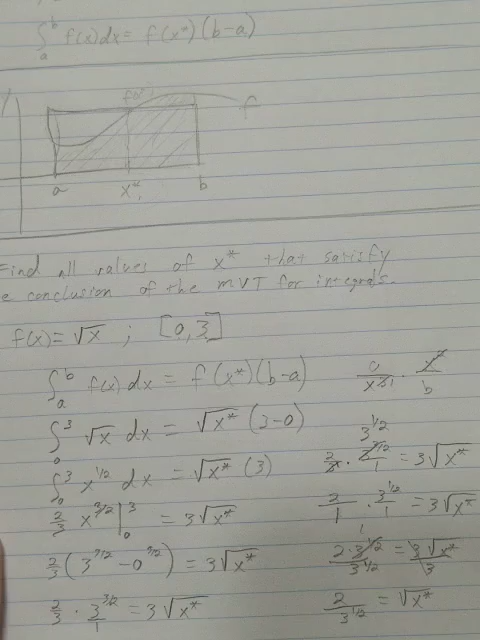 ∫_a^b f(x)dx = f(x*)(b-a)
f(x*)
f
a x* b
Find all values of x* that satisfy
e conclusion of the MVT for integrals.
f(x) = √x ; [0,3]
∫_a^b f(x) dx = f(x*)(b-a)
∫_0^3 √x dx = √x* (3-0)
∫_0^3 x^1/2 dx = √x* (3)
2/3 x^3/2 |_0^3 = 3√x*
2/3 (3^3/2 - 0^3/2) = 3√x*
2/3 · 3^3/2 / 1 = 3√x*
3^1/2
2/3 · 3^3/2 / 1 = 3√x*
2/1 · 3^1/2 / 1 = 3√x*
2·3^1/2 / 3^1/2 = 3√x* / 3
2 / 3^1/2 = √x*